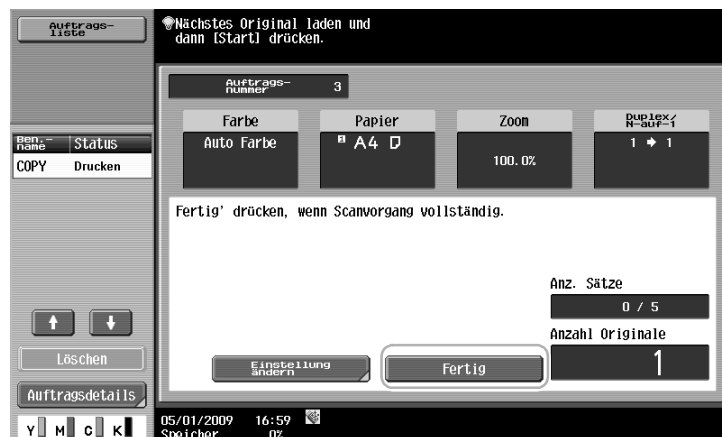 Auftrags-
liste
Nächstes Original laden und
dann [Start] drücken.
Auftrags-
nummer 3
Farbe Papier Zoom Duplex/
N-auf-1
Auto Farbe A4 100.0% 1 → 1
Ben.-
name Status
COPY Drucken
Fertig' drücken, wenn Scanvorgang vollständig.
Anz. Sätze
0 / 5
Anzahl Originale
1
Einstellung
ändern
Fertig
Löschen
Auftragsdetails
Y M C K
05/01/2009 16:59
Speicher 0%